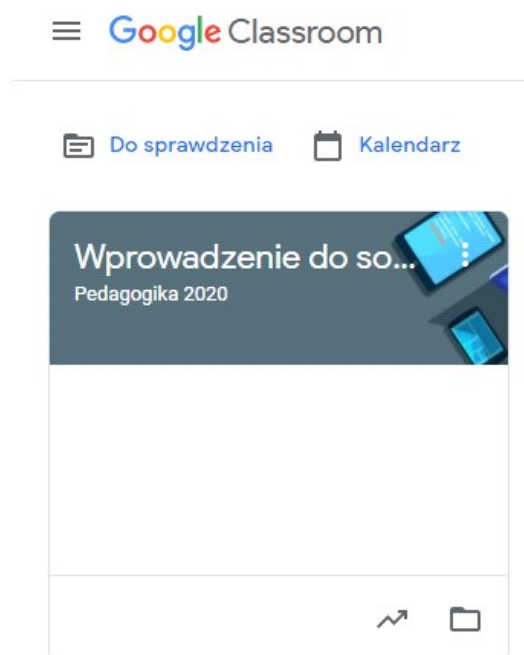 Google Classroom
Do sprawdzenia Kalendarz
Wprowadzenie do so...
Pedagogika 2020